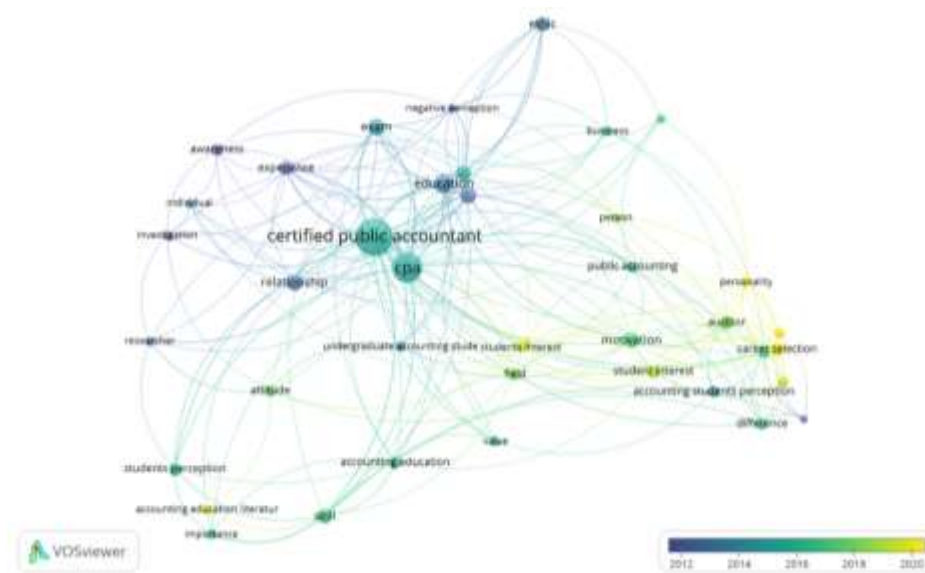 negative perception
exam
business
awareness
experience
education
individual
person
investigation
certified public accountant
cpa
public accounting
relationship
personality
auditor
researcher
undergraduate accounting stude
students interest
motivation
career selection
field
student interest
attitude
accounting students perception
difference
accounting education
students perception
accounting education literatur
importance
VOSviewer
2012 2014 2016 2018 2020